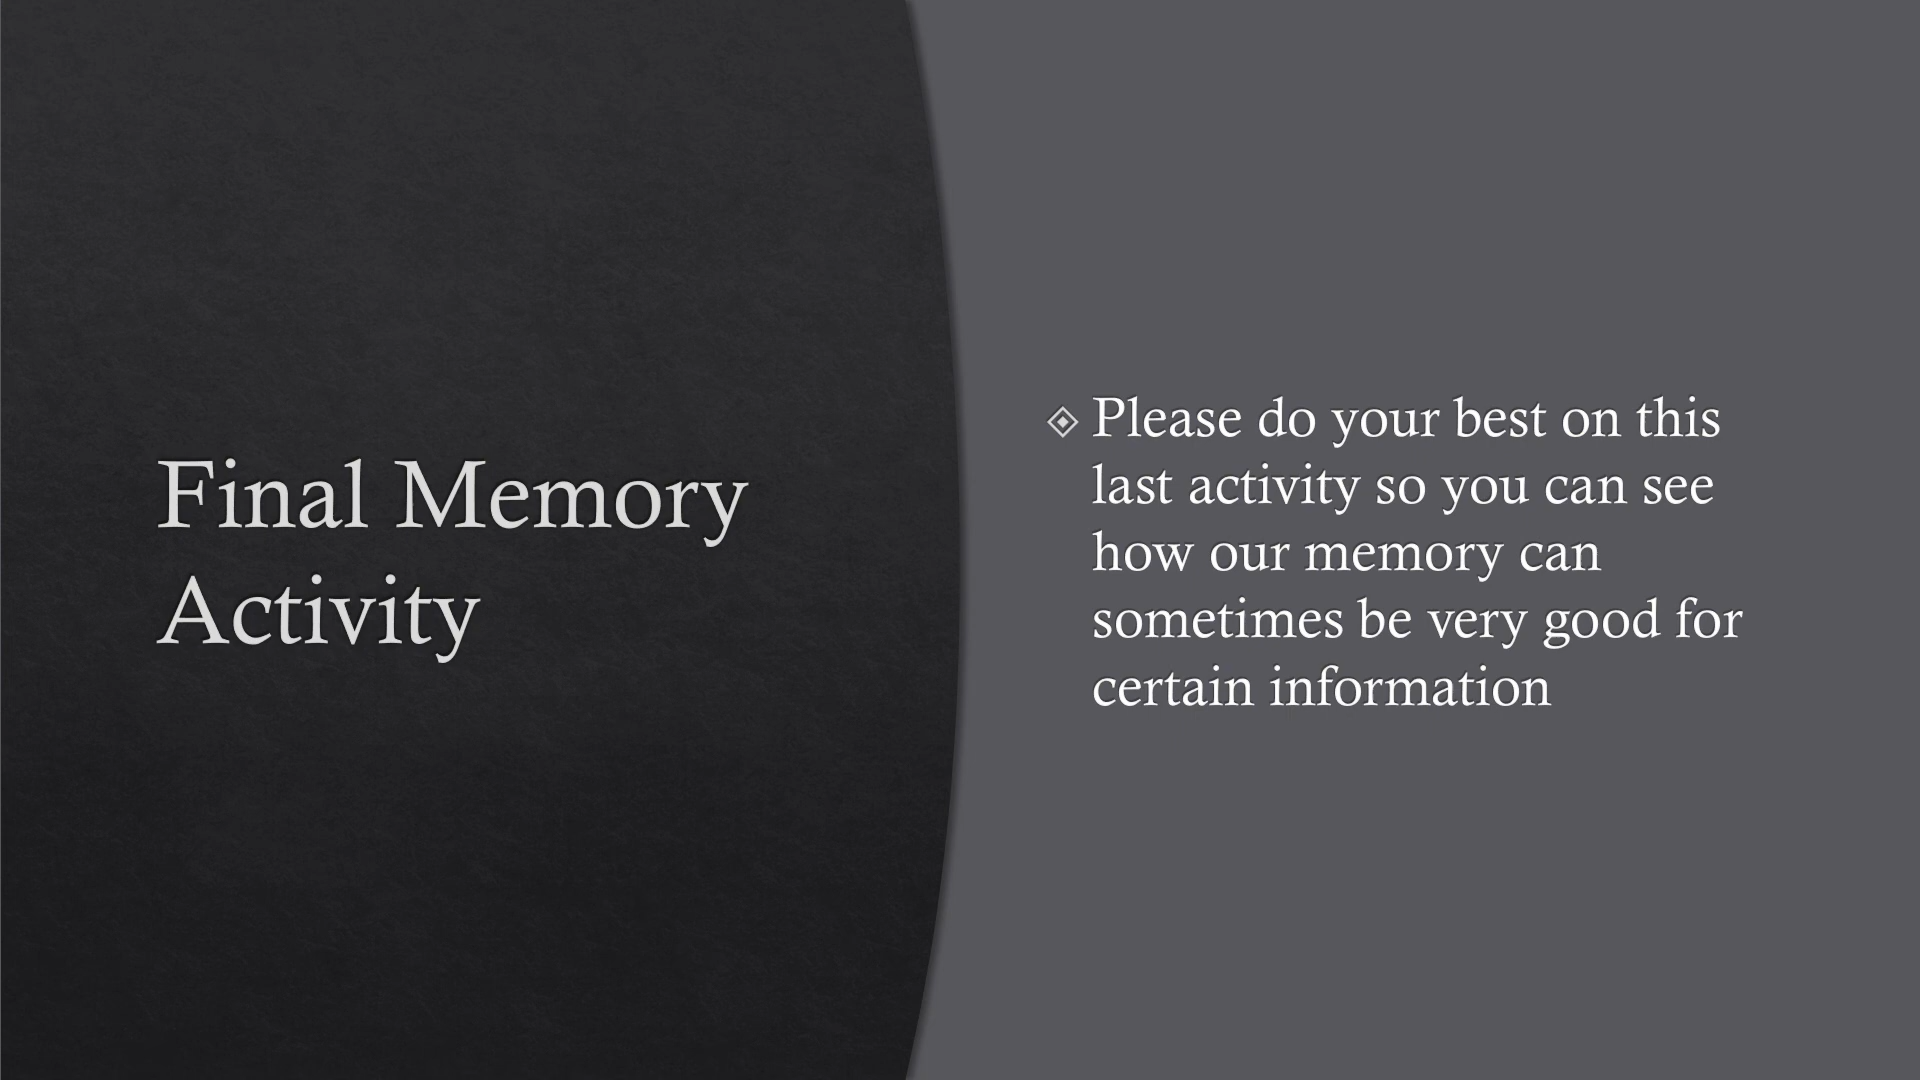 Final Memory
Activity
Please do your best on this
last activity so you can see
how our memory can
sometimes be very good for
certain information